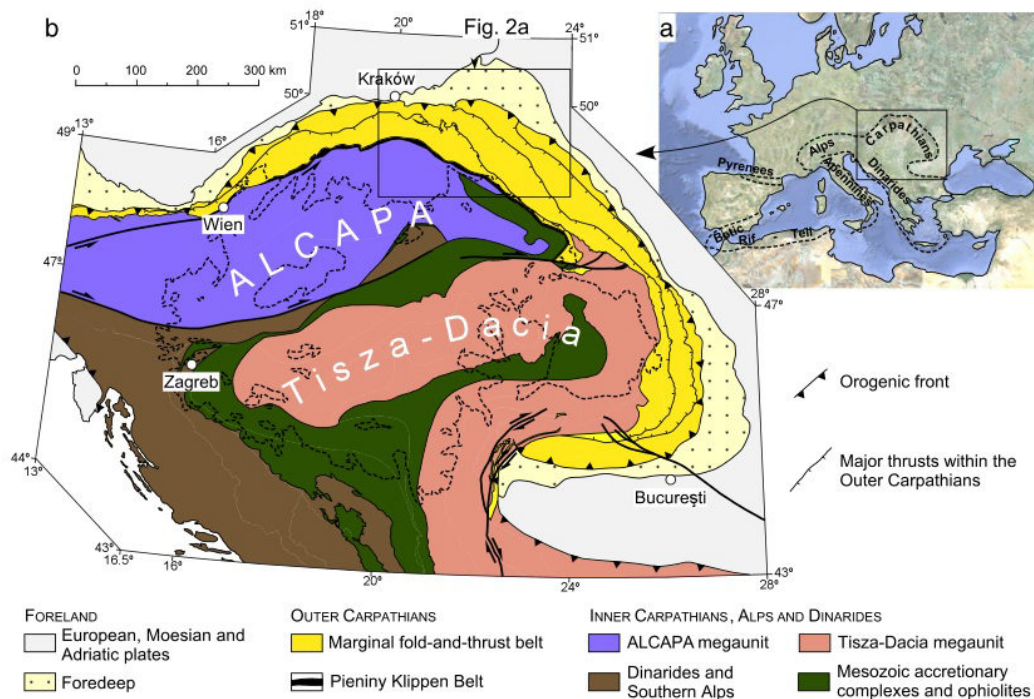 b
a
Fig. 2a
0 100 200 300 km
Kraków
Wien
Zagreb
Bucureşti
ALCAPA
Tisza-Dacia
18°
51°
20°
24°
51°
50°
50°
49°
13°
16°
47°
28°
47°
44°
13°
43°
16.5°
16°
20°
24°
43°
28°
Carpathians
Alps
Dinarides
Apennines
Pyrenees
Betic
Rif
Tell
Orogenic front
Major thrusts within the
Outer Carpathians
FORELAND
European, Moesian and
Adriatic plates
Foredeep
OUTER CARPATHIANS
Marginal fold-and-thrust belt
Pieniny Klippen Belt
INNER CARPATHIANS, ALPS AND DINARIDES
ALCAPA megaunit
Dinarides and
Southern Alps
Tisza-Dacia megaunit
Mesozoic accretionary
complexes and ophiolites